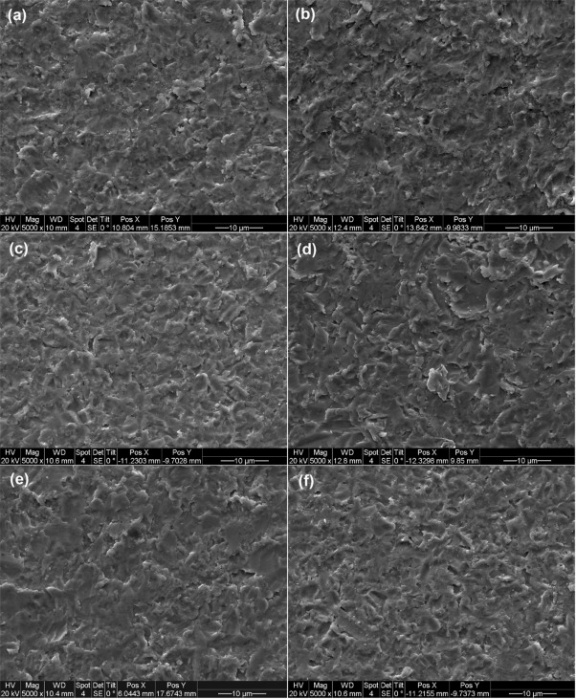 (a)
HV Mag WD Spot Det Tilt Pos X Pos Y
20 kV 5000 x 10 mm 4 SE 0 ° 10.804 mm 15.1853 mm 10 µm
(b)
HV Mag WD Spot Det Tilt Pos X Pos Y
20 kV 5000 x 12.4 mm 4 SE 0 ° 13.642 mm -9.9833 mm 10 µm
(c)
HV Mag WD Spot Det Tilt Pos X Pos Y
20 kV 5000 x 10.6 mm 4 SE 0 ° -11.2303 mm -9.7028 mm 10 µm
(d)
HV Mag WD Spot Det Tilt Pos X Pos Y
20 kV 5000 x 12.8 mm 4 SE 0 ° -12.3298 mm 9.85 mm 10 µm
(e)
HV Mag WD Spot Det Tilt Pos X Pos Y
20 kV 5000 x 10.4 mm 4 SE 0 ° 6.0443 mm 17.6743 mm 10 µm
(f)
HV Mag WD Spot Det Tilt Pos X Pos Y
20 kV 5000 x 10.6 mm 4 SE 0 ° -11.2155 mm -9.7373 mm 10 µm